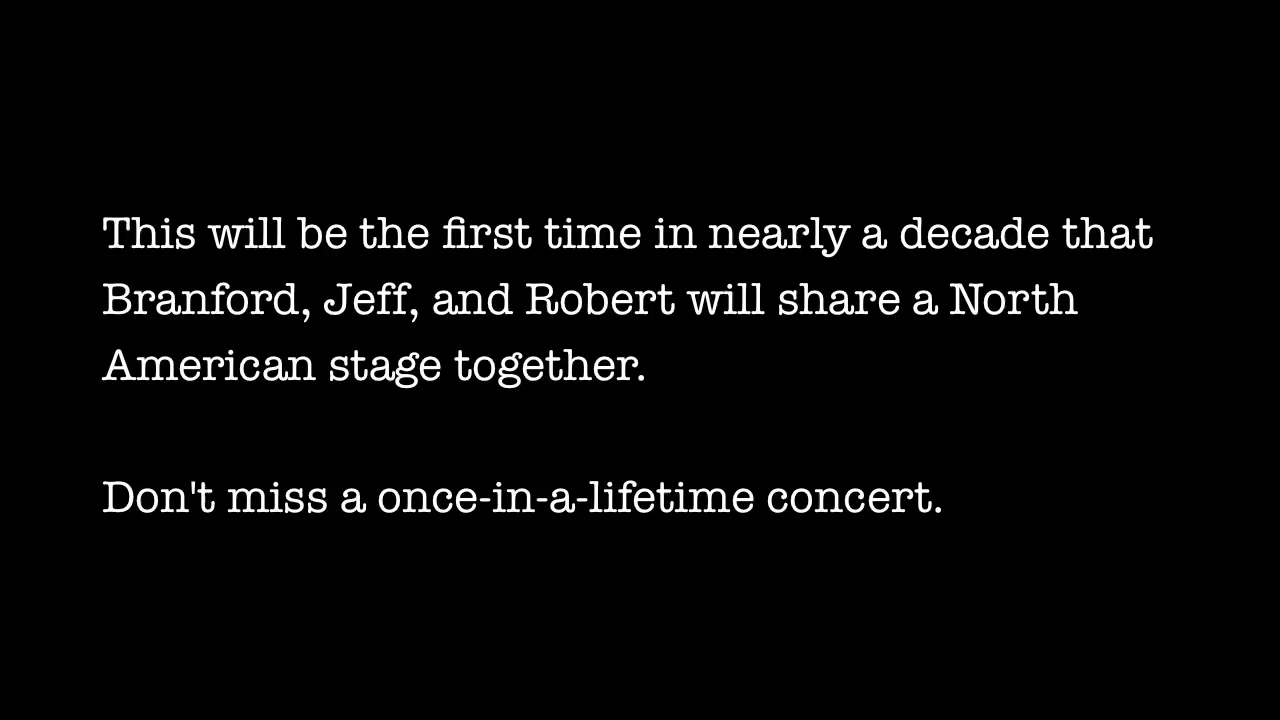 This will be the first time in nearly a decade that
Branford, Jeff, and Robert will share a North
American stage together.
Don't miss a once-in-a-lifetime concert.